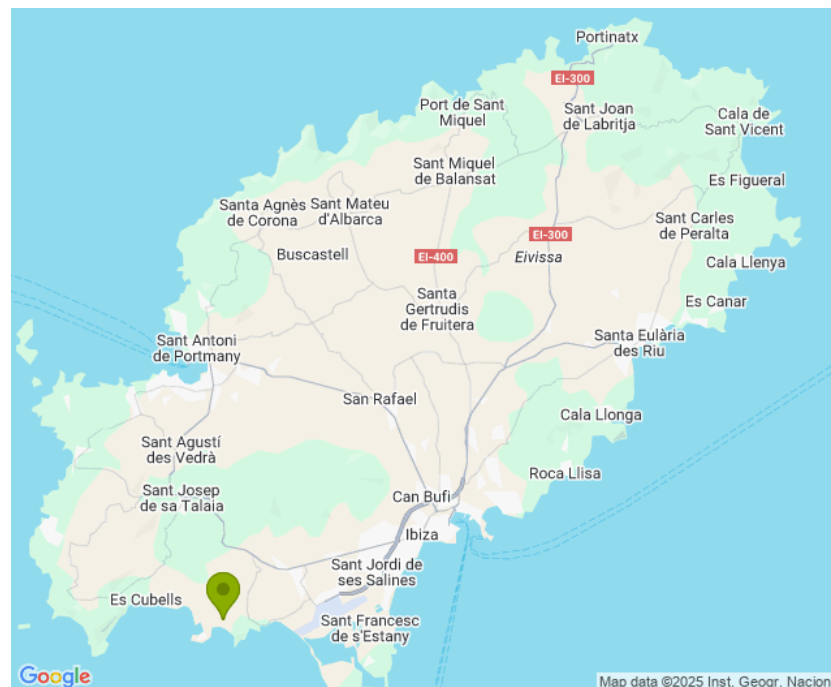 Portinatx
EI-300
Port de Sant
Miquel
Sant Joan
de Labritja
Cala de
Sant Vicent
Sant Miquel
de Balansat
Es Figueral
Santa Agnès
de Corona
Sant Mateu
d'Albarca
Sant Carles
de Peralta
EI-300
Buscastell
EI-400
Eivissa
Cala Llenya
Santa
Gertrudis
de Fruitera
Es Canar
Sant Antoni
de Portmany
Santa Eulària
des Riu
San Rafael
Cala Llonga
Sant Agustí
des Vedrà
Roca Llisa
Sant Josep
de sa Talaia
Can Bufi
Ibiza
Sant Jordi de
ses Salines
Es Cubells
Sant Francesc
de s'Estany
Google
Map data ©2025 Inst. Geogr. Nacion